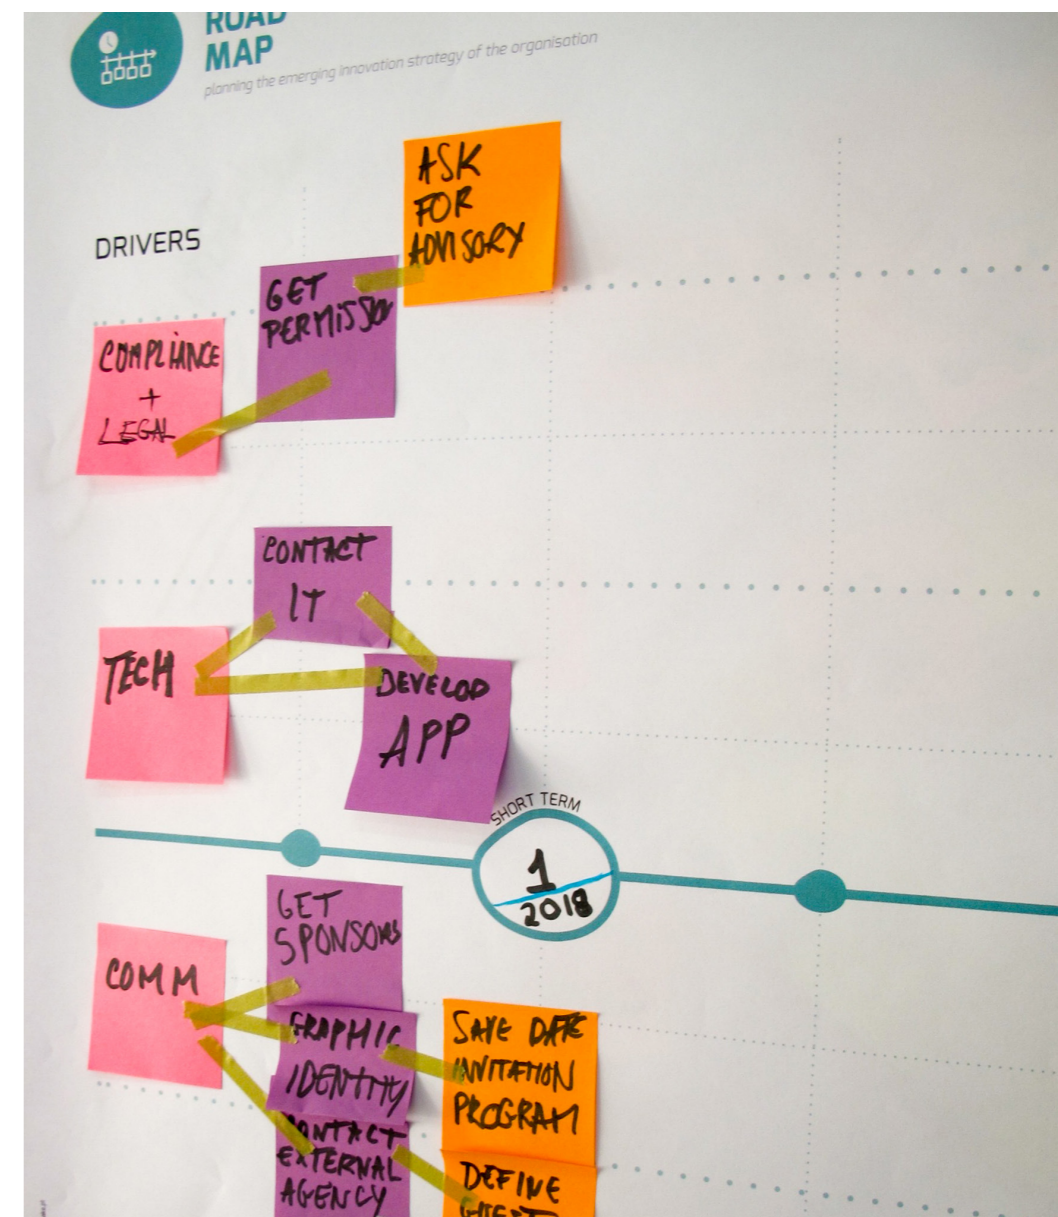 ROAD
MAP
planning the emerging innovation strategy of the organisation
DRIVERS
ASK
FOR
ADVISORY
GET
PERMISSION
COMPLIANCE
+
LEGAL
CONTACT
IT
TECH
DEVELOP
APP
SHORT TERM
1
2018
GET
SPONSORS
COMM
GRAPHIC
IDENTITY
SAVE DATE
INVITATION
PROGRAM
CONTACT
EXTERNAL
AGENCY
DEFINE
GUEST